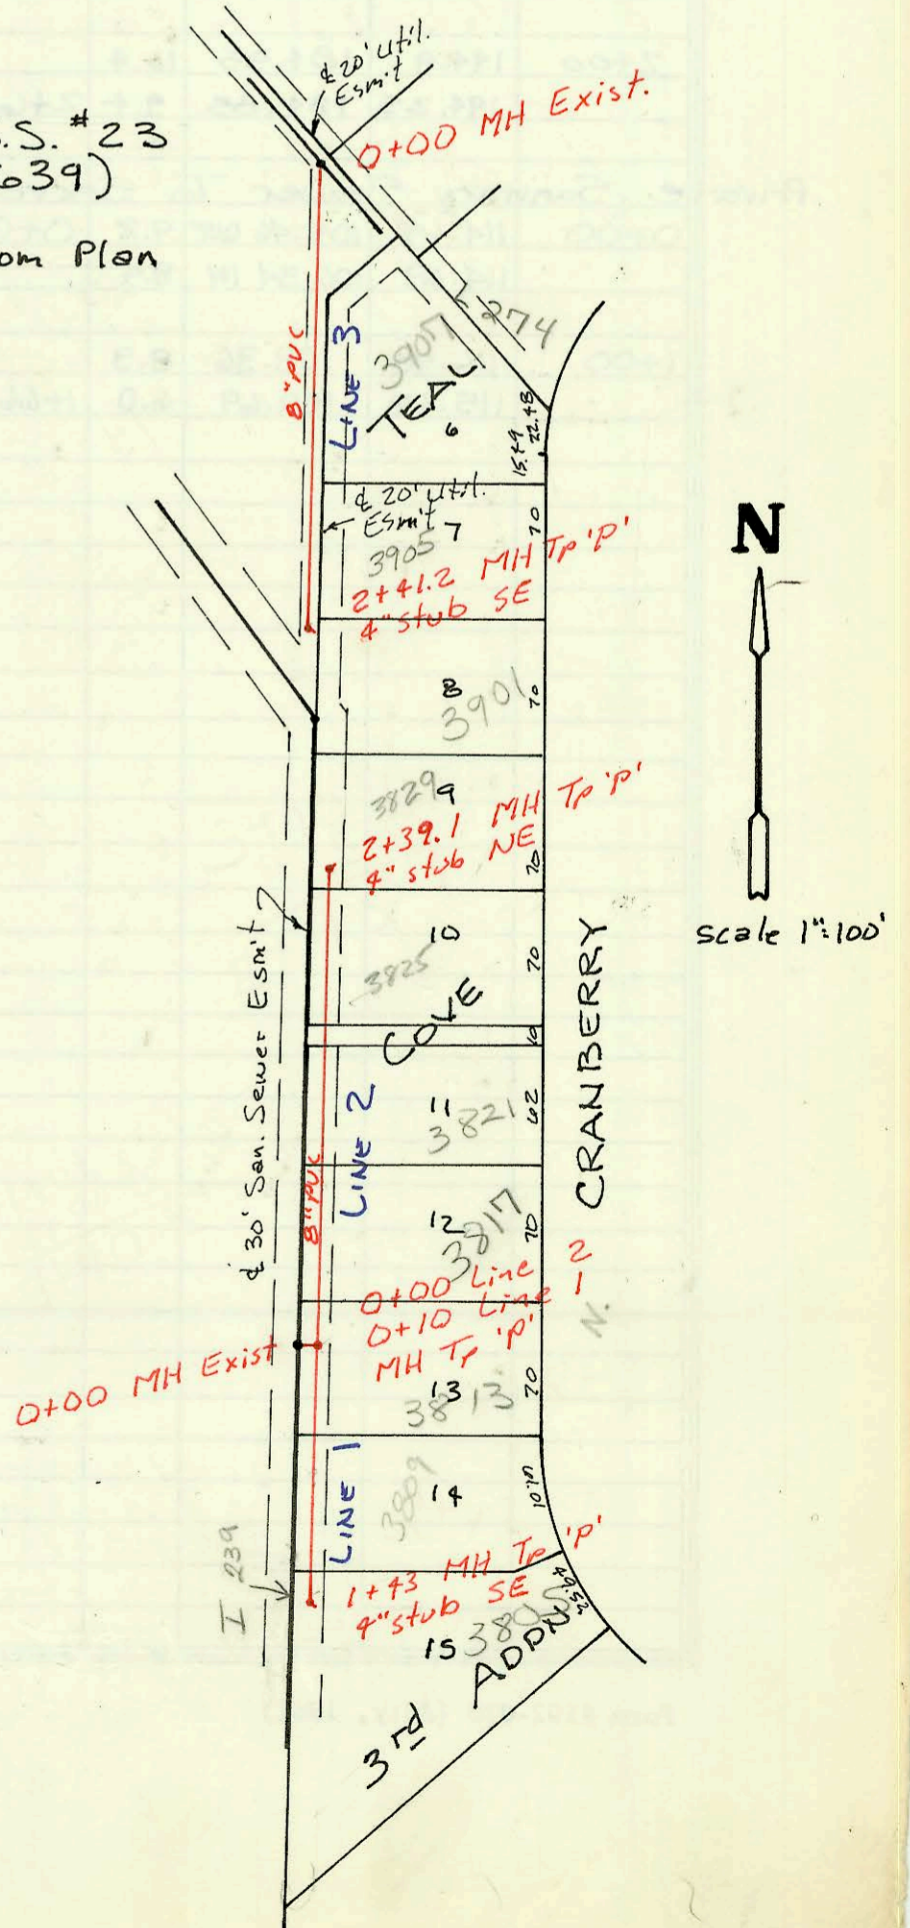 ℄ 20' Util.
Esm't
0+00 MH Exist.
.S. #23
639)
om Plan
274
8" PVC
LINE 3
3907
TEAL
6
15.49
22.48
℄ 20' Util.
Esm't
7
70
3905
2+41.2 MH Tp 'P'
4" stub SE
N
8
3901
70
3829
9
2+39.1 MH Tp 'P'
4" stub NE
70
scale 1":100'
℄ 30' San. Sewer Esm't
10
3825
70
COVE
10
CRANBERRY
LINE 2
11
3821
62
8" PVC
12
3817
70
0+00 Line 2
0+10 Line 1
MH Tp 'P'
N.
0+00 MH Exist
13
3813
70
LINE 1
3809
14
I 239
1+43 MH Tp 'P'
4" stub SE
49.52
15
3rd ADDN